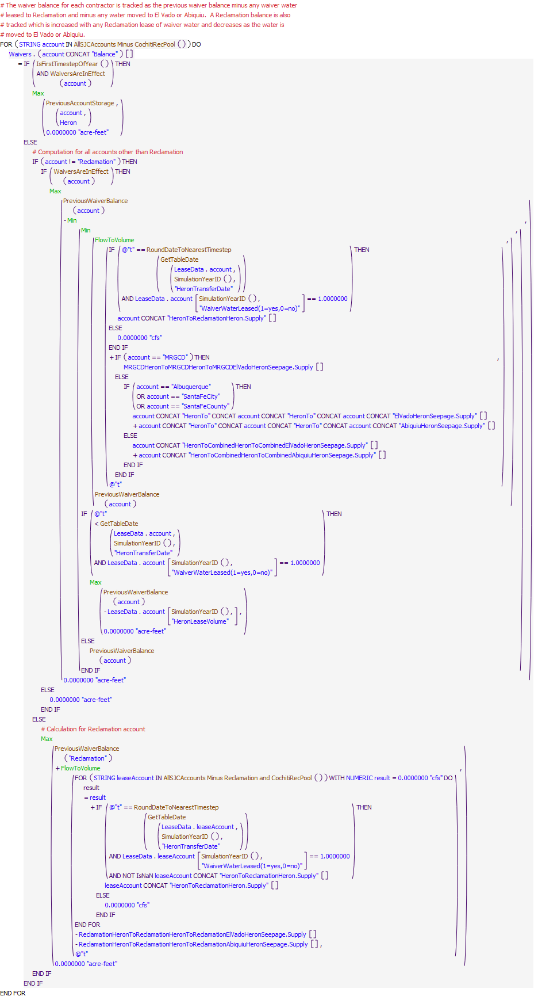 # The waiver balance for each contractor is tracked as the previous waiver balance minus any waiver water
# leased to Reclamation and minus any water moved to El Vado or Abiquiu.  A Reclamation balance is also
# tracked which is increased with any Reclamation lease of waiver water and decreases as the water is
# moved to El Vado or Abiquiu.
FOR ( STRING account IN AllSJCAccounts Minus CochitiRecPool ( ) ) DO
Waivers . ( account CONCAT "Balance" ) [ ]
= IF ( IsFirstTimestepOfYear ( ) ) THEN
AND WaiversAreInEffect
( account )
Max
PreviousAccountStorage ,
( account ,
Heron )
0.0000000 "acre-feet"
ELSE
# Computation for all accounts other than Reclamation
IF ( account != "Reclamation" ) THEN
IF ( WaiversAreInEffect ) THEN
( account )
Max
PreviousWaiverBalance
( account )
- Min ,
Min ,
FlowToVolume ,
IF ( @"t" == RoundDateToNearestTimestep ) THEN
GetTableDate
( LeaseData . account ,
SimulationYearID ( ) ,
"HeronTransferDate" )
AND LeaseData . account [ SimulationYearID ( ) , ] == 1.0000000
"WaiverWaterLeased(1=yes,0=no)"
account CONCAT "HeronToReclamationHeron.Supply" [ ]
ELSE
0.0000000 "cfs"
END IF
+ IF ( account == "MRGCD" ) THEN ,
MRGCDHeronToMRGCDHeronToMRGCDElVadoHeronSeepage.Supply [ ]
ELSE
IF ( account == "Albuquerque" ) THEN
OR account == "SantaFeCity"
OR account == "SantaFeCounty"
account CONCAT "HeronTo" CONCAT account CONCAT "HeronTo" CONCAT account CONCAT "ElVadoHeronSeepage.Supply" [ ]
+ account CONCAT "HeronTo" CONCAT account CONCAT "HeronTo" CONCAT account CONCAT "AbiquiuHeronSeepage.Supply" [ ]
ELSE
account CONCAT "HeronToCombinedHeronToCombinedElVadoHeronSeepage.Supply" [ ]
+ account CONCAT "HeronToCombinedHeronToCombinedAbiquiuHeronSeepage.Supply" [ ]
END IF
END IF
@"t"
PreviousWaiverBalance
( account )
IF ( @"t" ) THEN
< GetTableDate
( LeaseData . account ,
SimulationYearID ( ) ,
"HeronTransferDate" )
AND LeaseData . account [ SimulationYearID ( ) , ] == 1.0000000
"WaiverWaterLeased(1=yes,0=no)"
Max
PreviousWaiverBalance
( account )
- LeaseData . account [ SimulationYearID ( ) , ] ,
"HeronLeaseVolume"
0.0000000 "acre-feet"
ELSE
PreviousWaiverBalance
( account )
END IF
0.0000000 "acre-feet"
ELSE
0.0000000 "acre-feet"
END IF
ELSE
# Calculation for Reclamation account
Max
PreviousWaiverBalance
( "Reclamation" )
+ FlowToVolume ,
FOR ( STRING leaseAccount IN AllSJCAccounts Minus Reclamation and CochitiRecPool ( ) ) WITH NUMERIC result = 0.0000000 "cfs" DO
result
= result
+ IF ( @"t" == RoundDateToNearestTimestep ) THEN
GetTableDate
( LeaseData . leaseAccount ,
SimulationYearID ( ) ,
"HeronTransferDate" )
AND LeaseData . leaseAccount [ SimulationYearID ( ) , ] == 1.0000000
"WaiverWaterLeased(1=yes,0=no)"
AND NOT IsNaN leaseAccount CONCAT "HeronToReclamationHeron.Supply" [ ]
leaseAccount CONCAT "HeronToReclamationHeron.Supply" [ ]
ELSE
0.0000000 "cfs"
END IF
END FOR
- ReclamationHeronToReclamationHeronToReclamationElVadoHeronSeepage.Supply [ ]
- ReclamationHeronToReclamationHeronToReclamationAbiquiuHeronSeepage.Supply [ ] ,
@"t"
0.0000000 "acre-feet"
END IF
END IF
END FOR